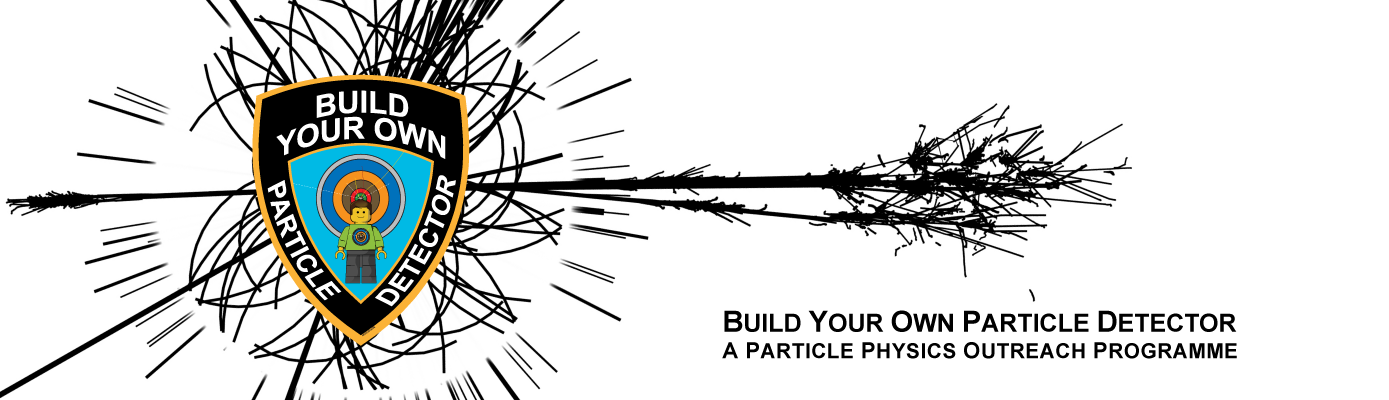 BUILD
YOUR OWN
PARTICLE
DETECTOR
BUILD YOUR OWN PARTICLE DETECTOR
A PARTICLE PHYSICS OUTREACH PROGRAMME